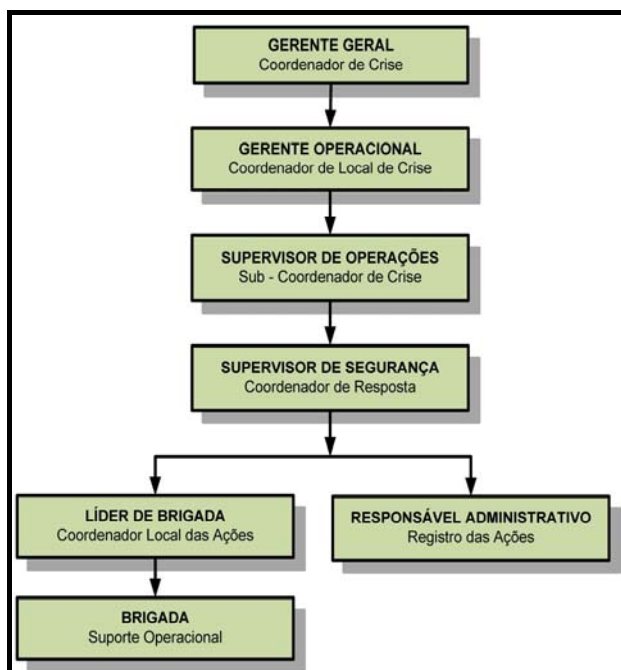 GERENTE GERAL
Coordenador de Crise
GERENTE OPERACIONAL
Coordenador de Local de Crise
SUPERVISOR DE OPERAÇÕES
Sub - Coordenador de Crise
SUPERVISOR DE SEGURANÇA
Coordenador de Resposta
LÍDER DE BRIGADA
Coordenador Local das Ações
RESPONSÁVEL ADMINISTRATIVO
Registro das Ações
BRIGADA
Suporte Operacional